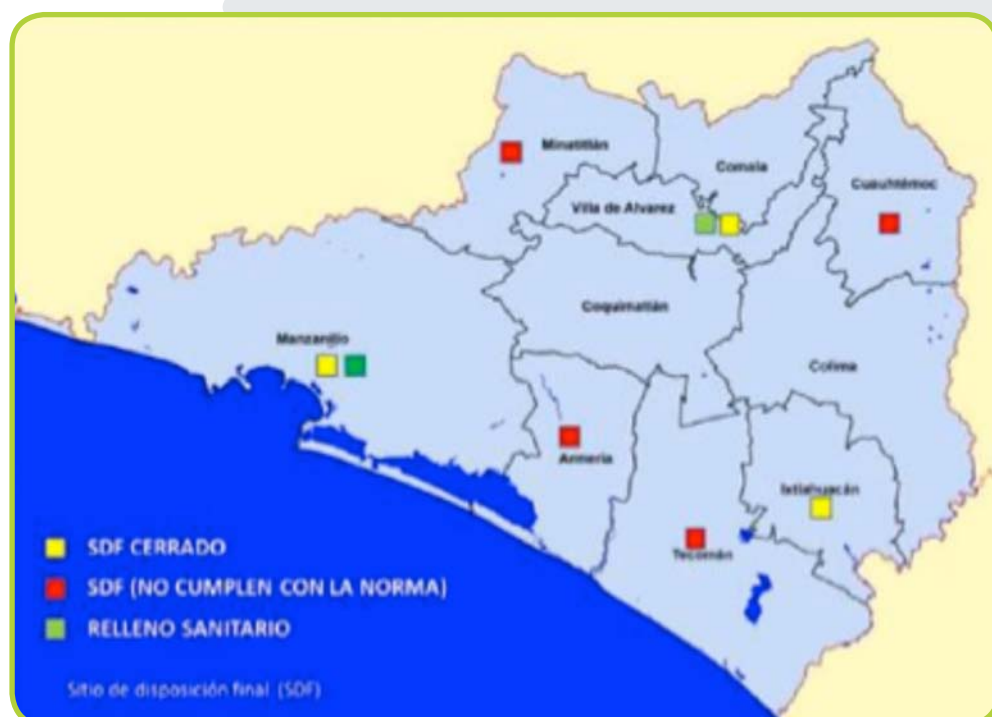 Minatitlán
Comala
Cuauhtémoc
Villa de Alvarez
Coquimatlán
Manzanillo
Colima
Armería
Ixtlahuacán
Tecomán
SDF CERRADO
SDF (NO CUMPLEN CON LA NORMA)
RELLENO SANITARIO
Sitio de disposición final (SDF)